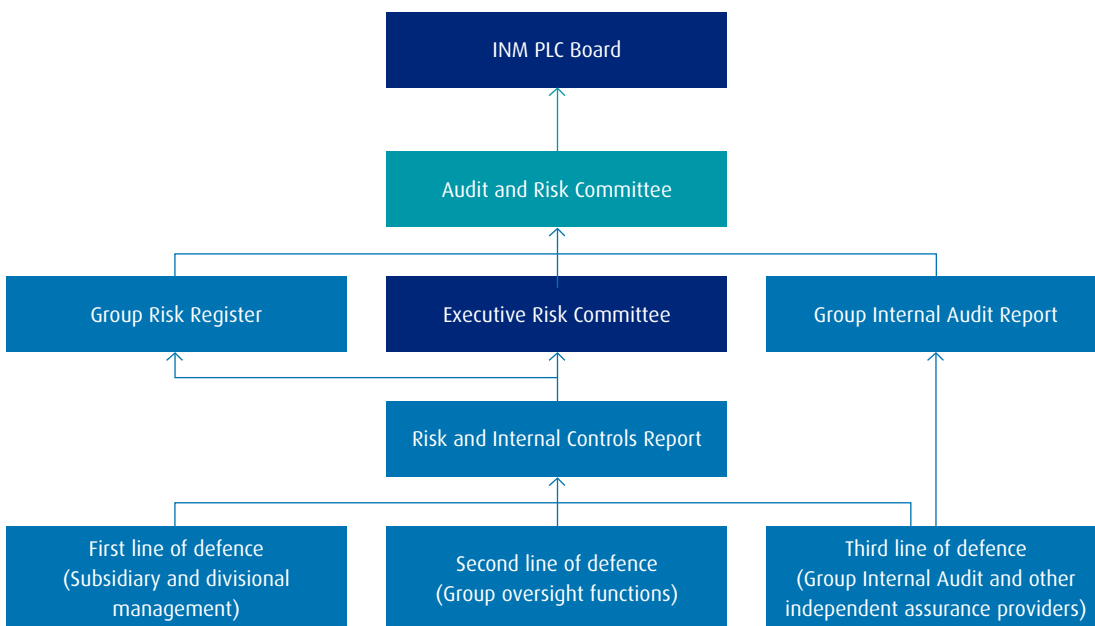 INM PLC Board
Audit and Risk Committee
Group Risk Register
Executive Risk Committee
Group Internal Audit Report
Risk and Internal Controls Report
First line of defence
(Subsidiary and divisional
management)
Second line of defence
(Group oversight functions)
Third line of defence
(Group Internal Audit and other
independent assurance providers)